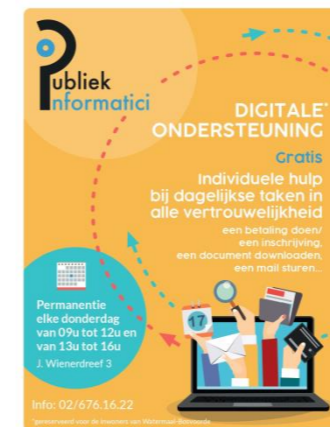 Publiek
Informatici
DIGITALE*
ONDERSTEUNING
Gratis
Individuele hulp
bij dagelijkse taken in
alle vertrouwelijkheid
een betaling doen/
een inschrijving,
een document downloaden,
een mail sturen...
17
Permanentie
elke donderdag
van 09u tot 12u en
van 13u tot 16u
J. Wienerdreef 3
Info: 02/676.16.22
*gereserveerd voor de inwoners van Watermaal-Bosvoorde